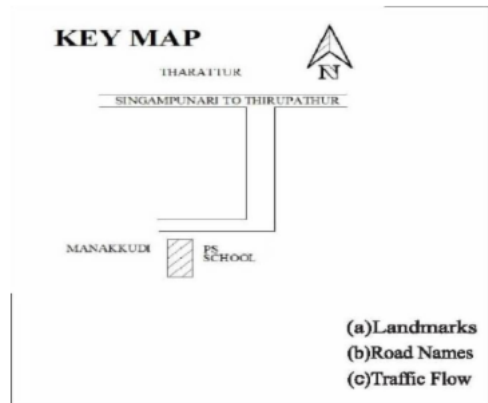 KEY MAP
N
THARATTUR
SINGAMPUNARI TO THIRUPATHUR
MANAKKUDI
PS
SCHOOL
(a)Landmarks
(b)Road Names
(c)Traffic Flow